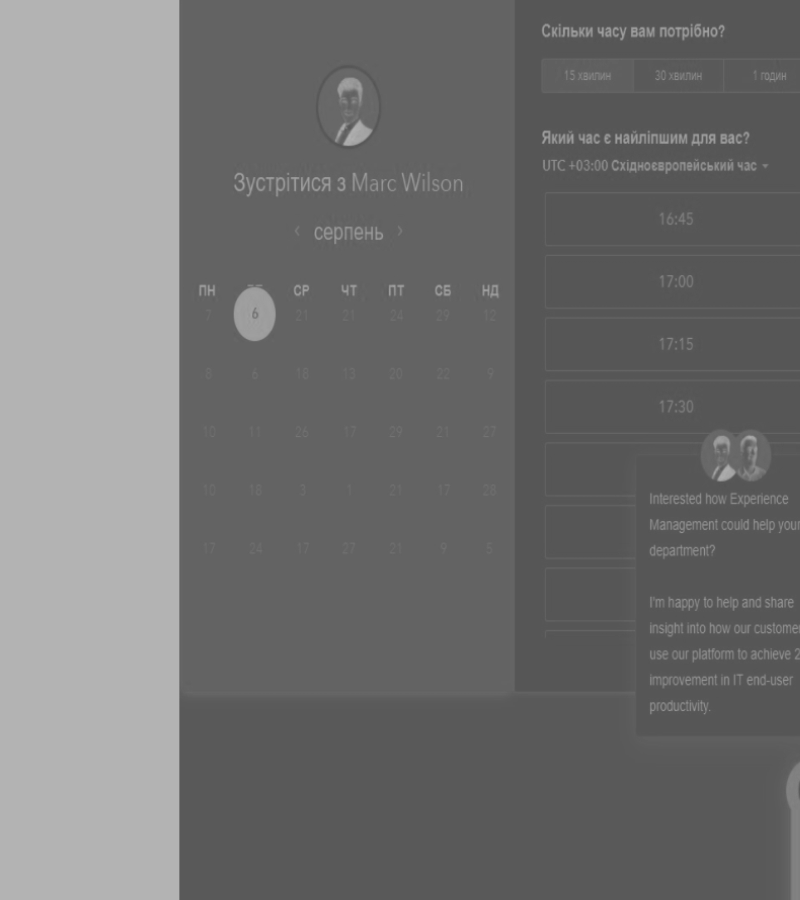 Зустрітися з Marc Wilson
‹ серпень ›
ПН СР ЧТ ПТ СБ НД
7 6 21 21 24 29 12
8 6 18 13 20 22 9
10 11 26 17 29 21 27
10 18 3 1 21 17 28
17 24 17 27 21 9 5
Скільки часу вам потрібно?
15 хвилин 30 хвилин 1 годин
Який час є найліпшим для вас?
UTC +03:00 Східноєвропейський час
16:45
17:00
17:15
17:30
Interested how Experience
Management could help your
department?
I'm happy to help and share
insight into how our custome
use our platform to achieve 2
improvement in IT end-user
productivity.